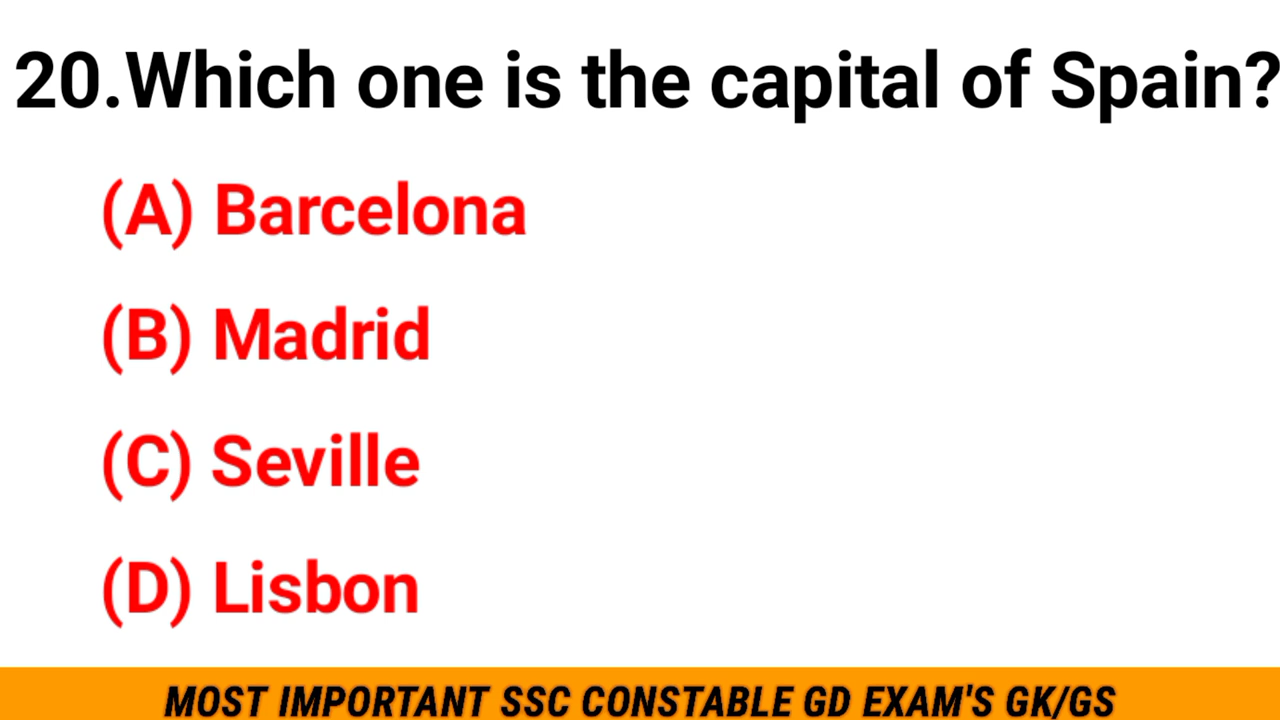 20.Which one is the capital of Spain?
(A) Barcelona
(B) Madrid
(C) Seville
(D) Lisbon
MOST IMPORTANT SSC CONSTABLE GD EXAM'S GK/GS